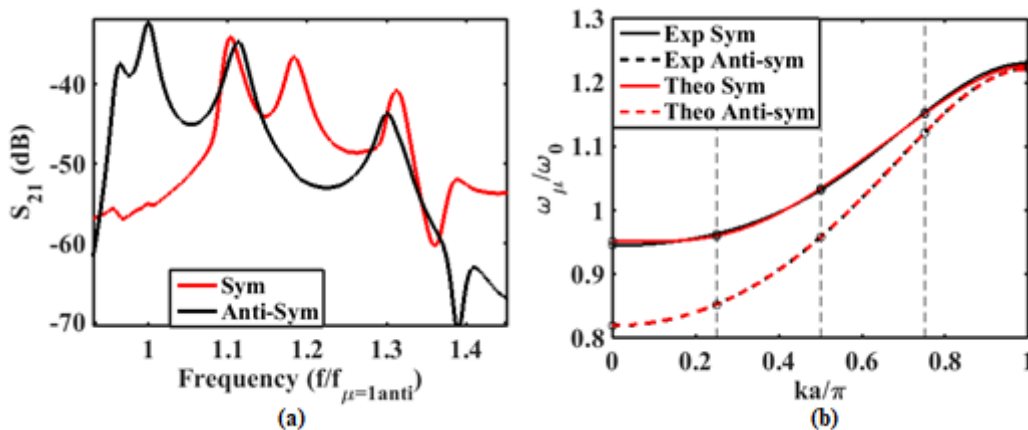 -40
-50
-60
-70
S21 (dB)
Sym
Anti-Sym
1
1.1
1.2
1.3
1.4
Frequency (f/fμ=1anti)
(a)
1.3
1.2
1.1
1
0.9
0.8
ωμ/ω0
Exp Sym
Exp Anti-sym
Theo Sym
Theo Anti-sym
0
0.2
0.4
0.6
0.8
1
ka/π
(b)